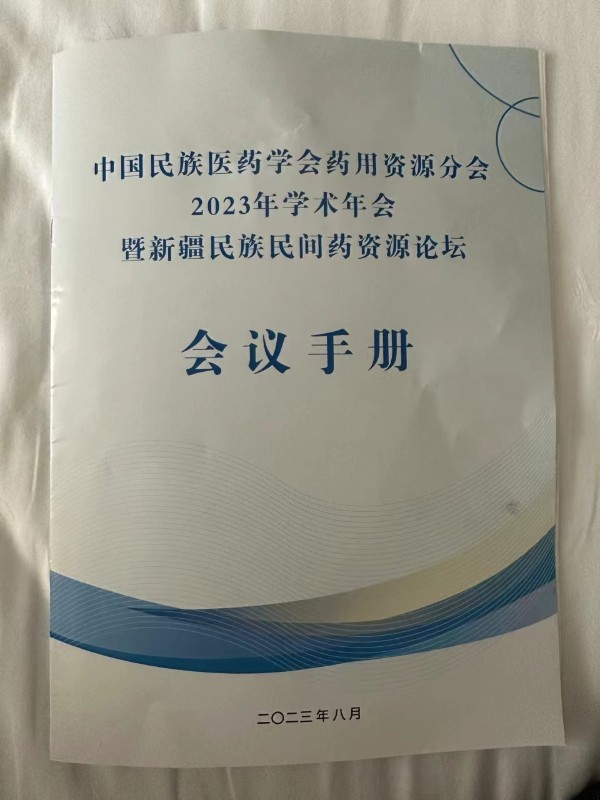 中国民族医药学会药用资源分会
2023年学术年会
暨新疆民族民间药资源论坛
会议手册
二〇二三年八月